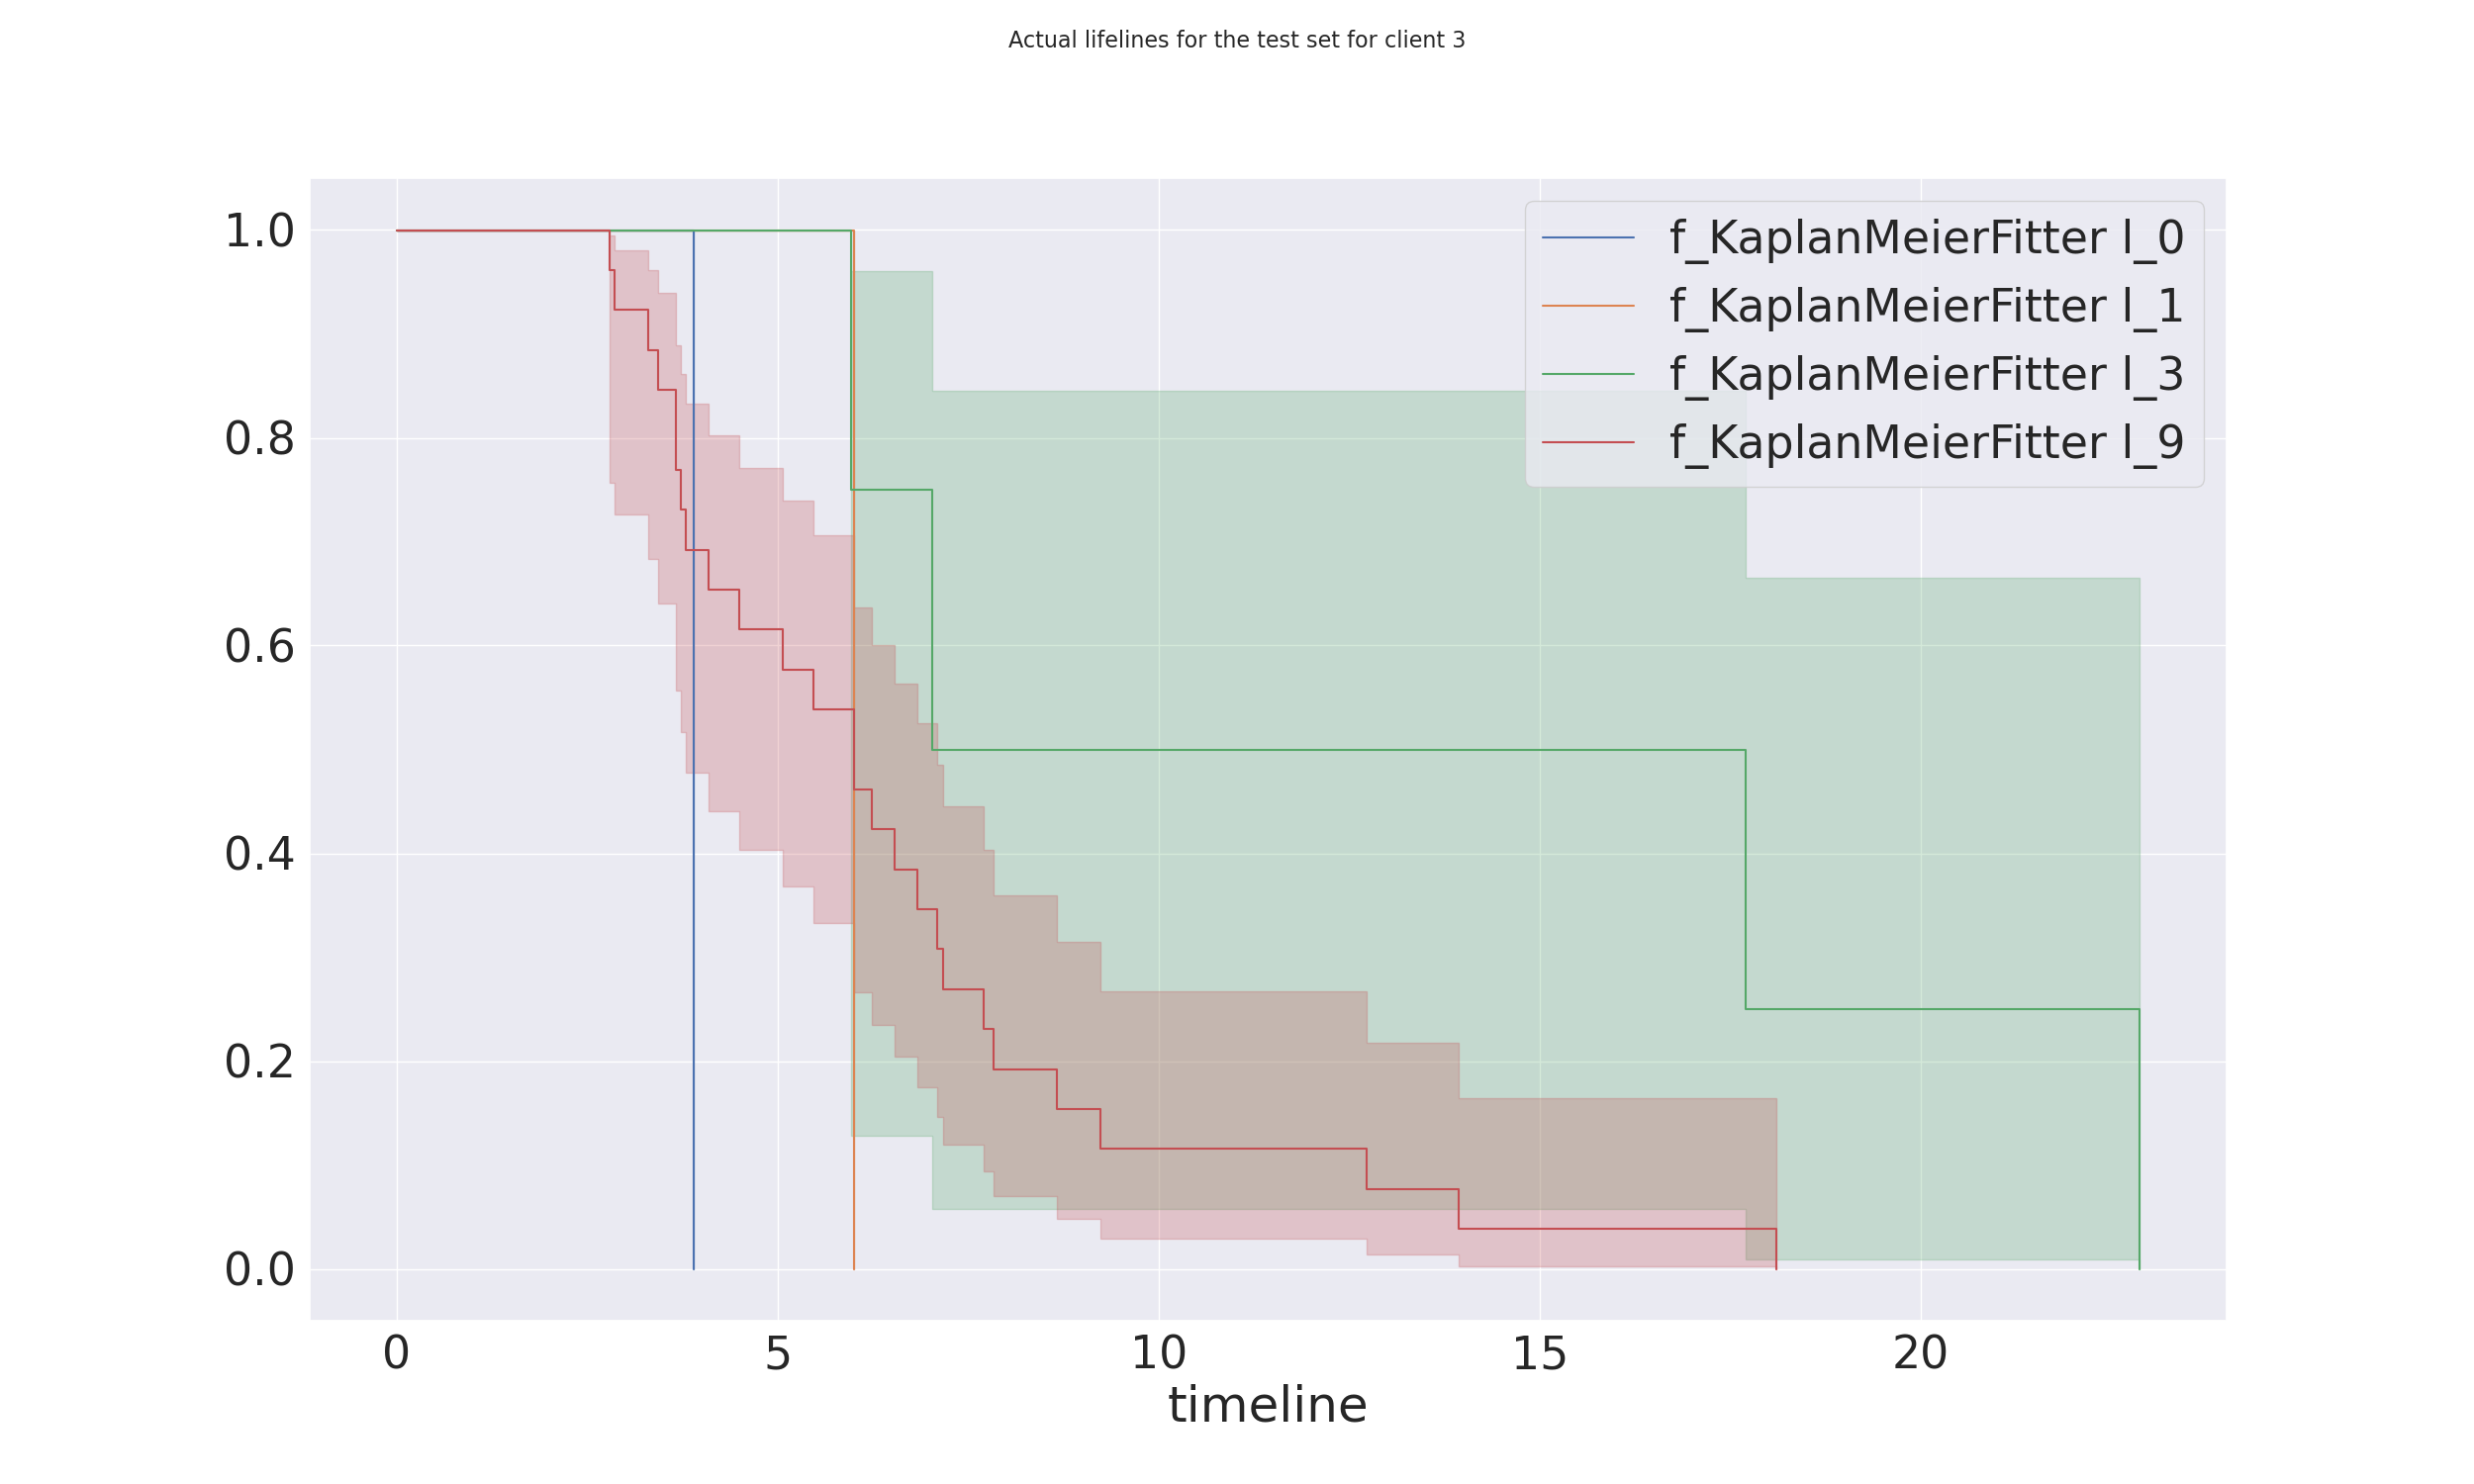 Actual lifelines for the test set for client 3
1.0
0.8
0.6
0.4
0.2
0.0
f_KaplanMeierFitter l_0
f_KaplanMeierFitter l_1
f_KaplanMeierFitter l_3
f_KaplanMeierFitter l_9
0 5 10 15 20
timeline